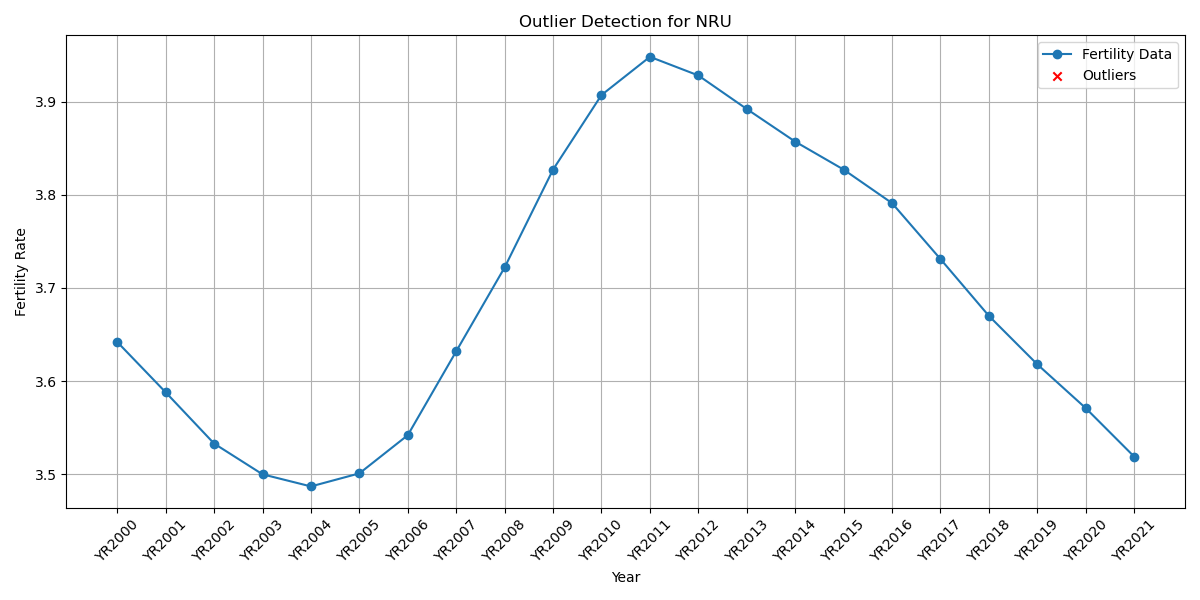 Outlier Detection for NRU
Fertility Data
Outliers
Fertility Rate
3.9
3.8
3.7
3.6
3.5
YR2000
YR2001
YR2002
YR2003
YR2004
YR2005
YR2006
YR2007
YR2008
YR2009
YR2010
YR2011
YR2012
YR2013
YR2014
YR2015
YR2016
YR2017
YR2018
YR2019
YR2020
YR2021
Year